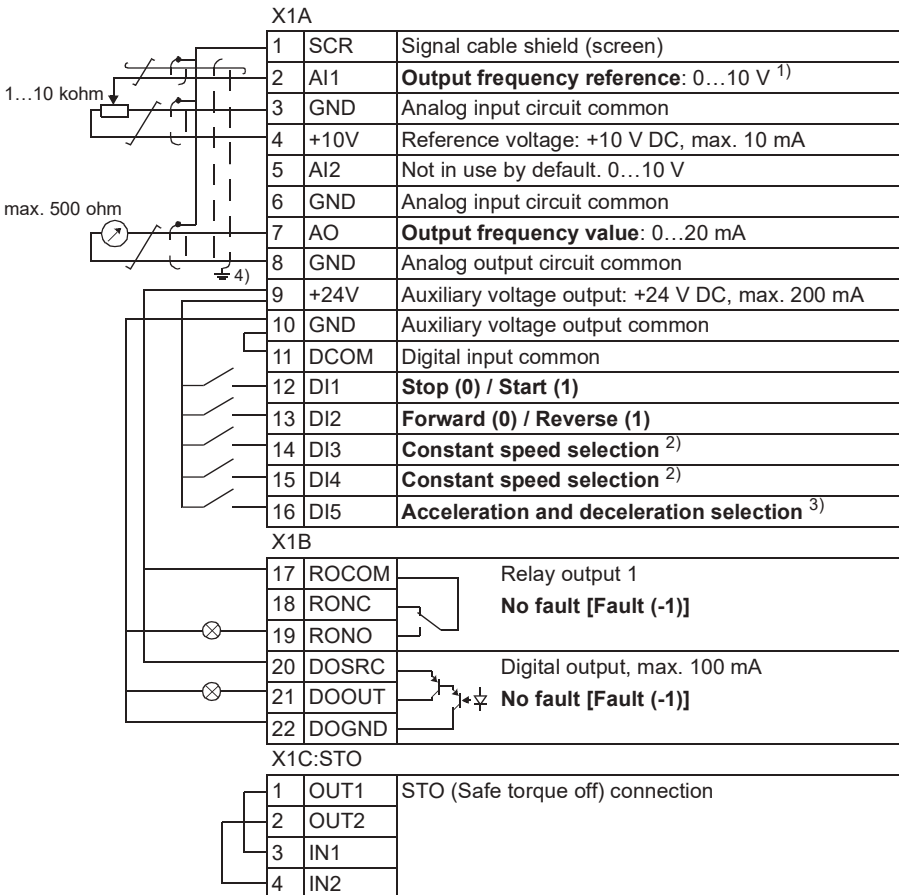 X1A
1 SCR Signal cable shield (screen)
2 AI1 Output frequency reference: 0…10 V 1)
1…10 kohm
3 GND Analog input circuit common
4 +10V Reference voltage: +10 V DC, max. 10 mA
5 AI2 Not in use by default. 0…10 V
6 GND Analog input circuit common
max. 500 ohm
7 AO Output frequency value: 0…20 mA
8 GND Analog output circuit common
4)
9 +24V Auxiliary voltage output: +24 V DC, max. 200 mA
10 GND Auxiliary voltage output common
11 DCOM Digital input common
12 DI1 Stop (0) / Start (1)
13 DI2 Forward (0) / Reverse (1)
14 DI3 Constant speed selection 2)
15 DI4 Constant speed selection 2)
16 DI5 Acceleration and deceleration selection 3)
X1B
17 ROCOM Relay output 1
18 RONC No fault [Fault (-1)]
19 RONO
20 DOSRC Digital output, max. 100 mA
21 DOOUT No fault [Fault (-1)]
22 DOGND
X1C:STO
1 OUT1 STO (Safe torque off) connection
2 OUT2
3 IN1
4 IN2